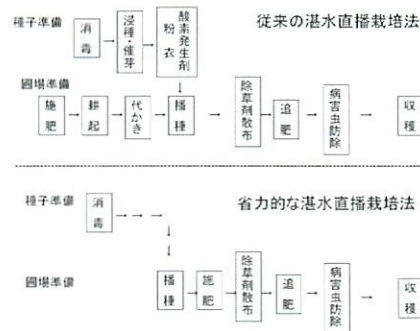 従来の湛水直播栽培法
種子準備
消毒
→
浸種・催芽
→
酸素発生剤粉衣
↓
圃場準備
施肥
→
耕起
→
代かき
→
播種
→
除草剤散布
→
追肥
→
病害虫防除
→
収穫
省力的な湛水直播栽培法
種子準備
消毒
→ → →
↓
↓
圃場準備
播種
→
施肥
→
除草剤散布
→
追肥
→
病害虫防除
→
収穫